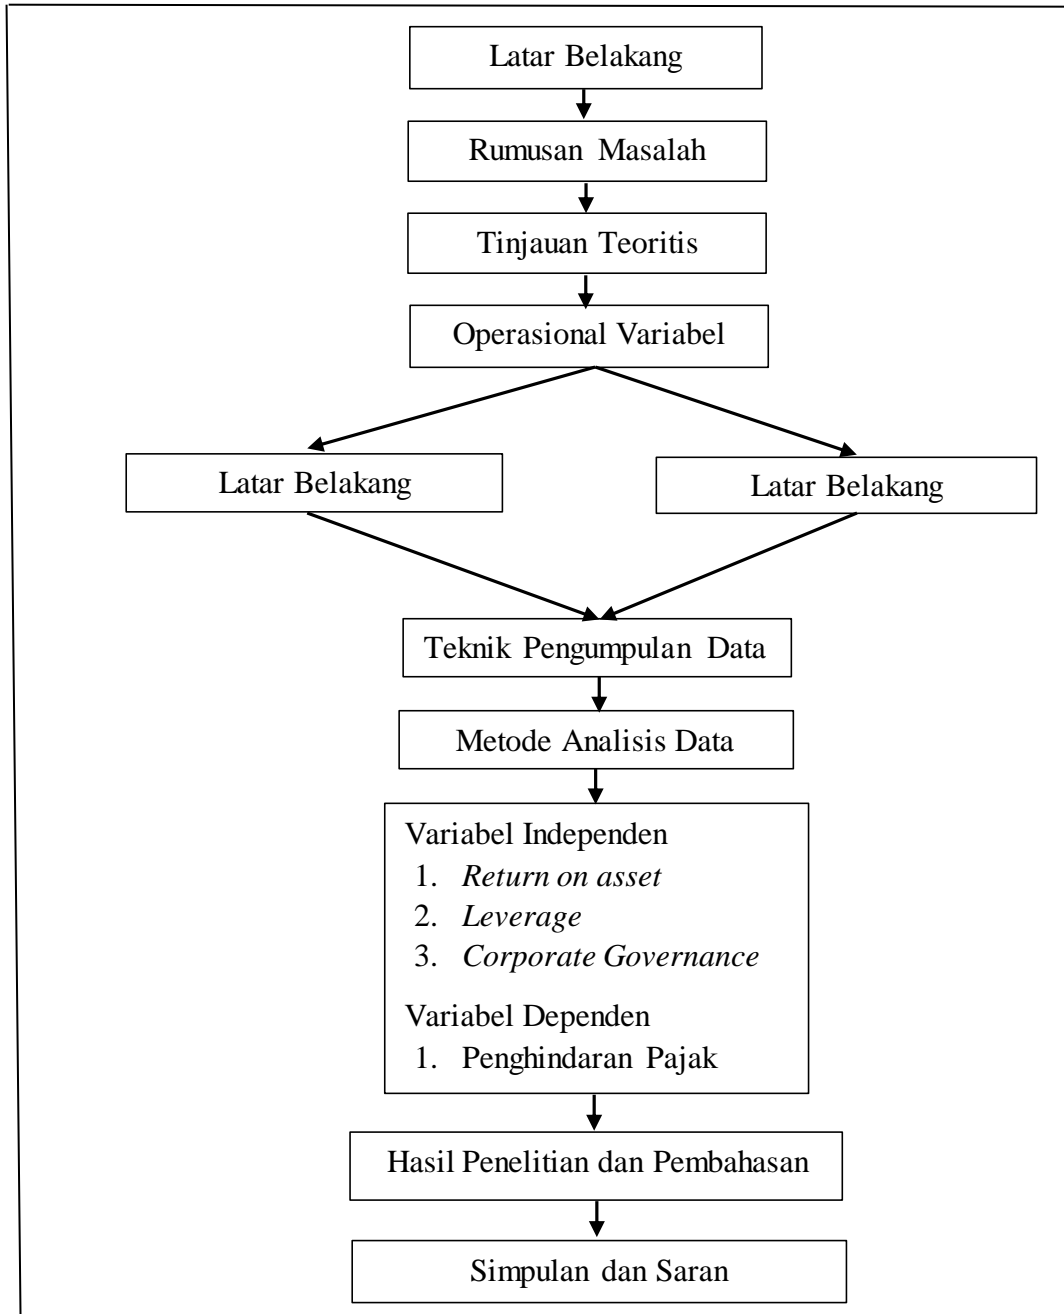 Latar Belakang
Rumusan Masalah
Tinjauan Teoritis
Operasional Variabel
Latar Belakang
Latar Belakang
Teknik Pengumpulan Data
Metode Analisis Data
Variabel Independen
1. Return on asset
2. Leverage
3. Corporate Governance
Variabel Dependen
1. Penghindaran Pajak
Hasil Penelitian dan Pembahasan
Simpulan dan Saran